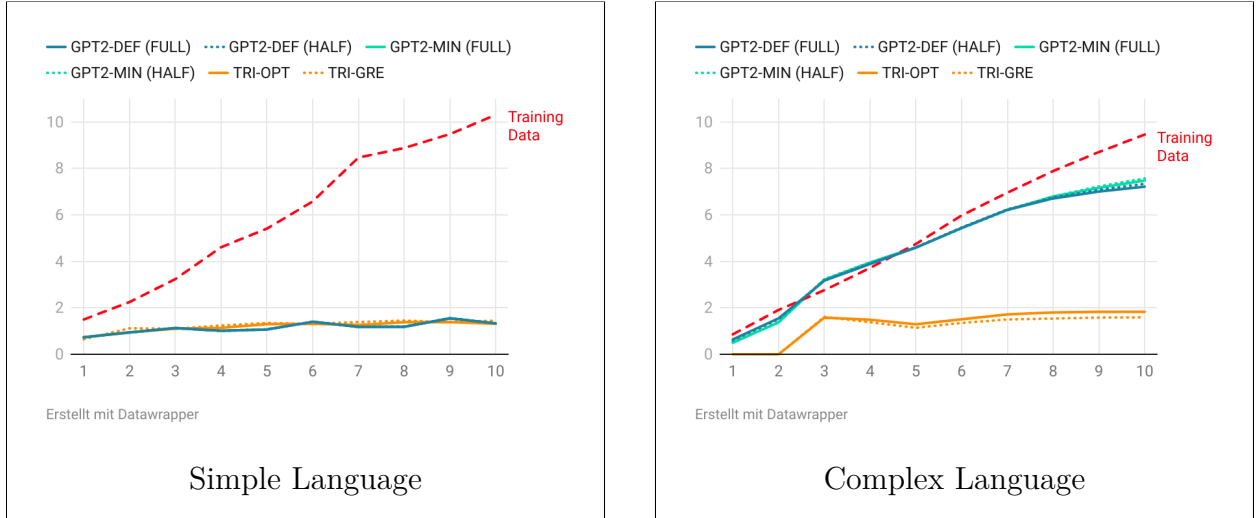 GPT2-DEF (FULL) GPT2-DEF (HALF) GPT2-MIN (FULL)
GPT2-MIN (HALF) TRI-OPT TRI-GRE
10
8
6
4
2
0
1 2 3 4 5 6 7 8 9 10
Training
Data
Erstellt mit Datawrapper
Simple Language
GPT2-DEF (FULL) GPT2-DEF (HALF) GPT2-MIN (FULL)
GPT2-MIN (HALF) TRI-OPT TRI-GRE
10
8
6
4
2
0
1 2 3 4 5 6 7 8 9 10
Training
Data
Erstellt mit Datawrapper
Complex Language